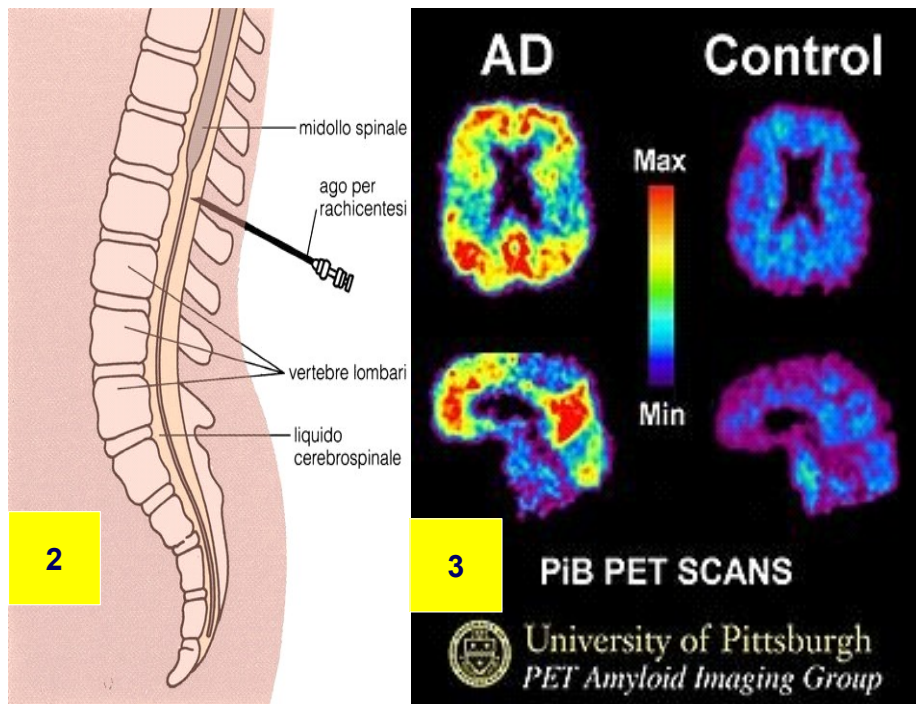 midollo spinale
ago per
rachicentesi
vertebre lombari
liquido
cerebrospinale
2
AD
Control
Max
Min
3
PiB PET SCANS
University of Pittsburgh
PET Amyloid Imaging Group